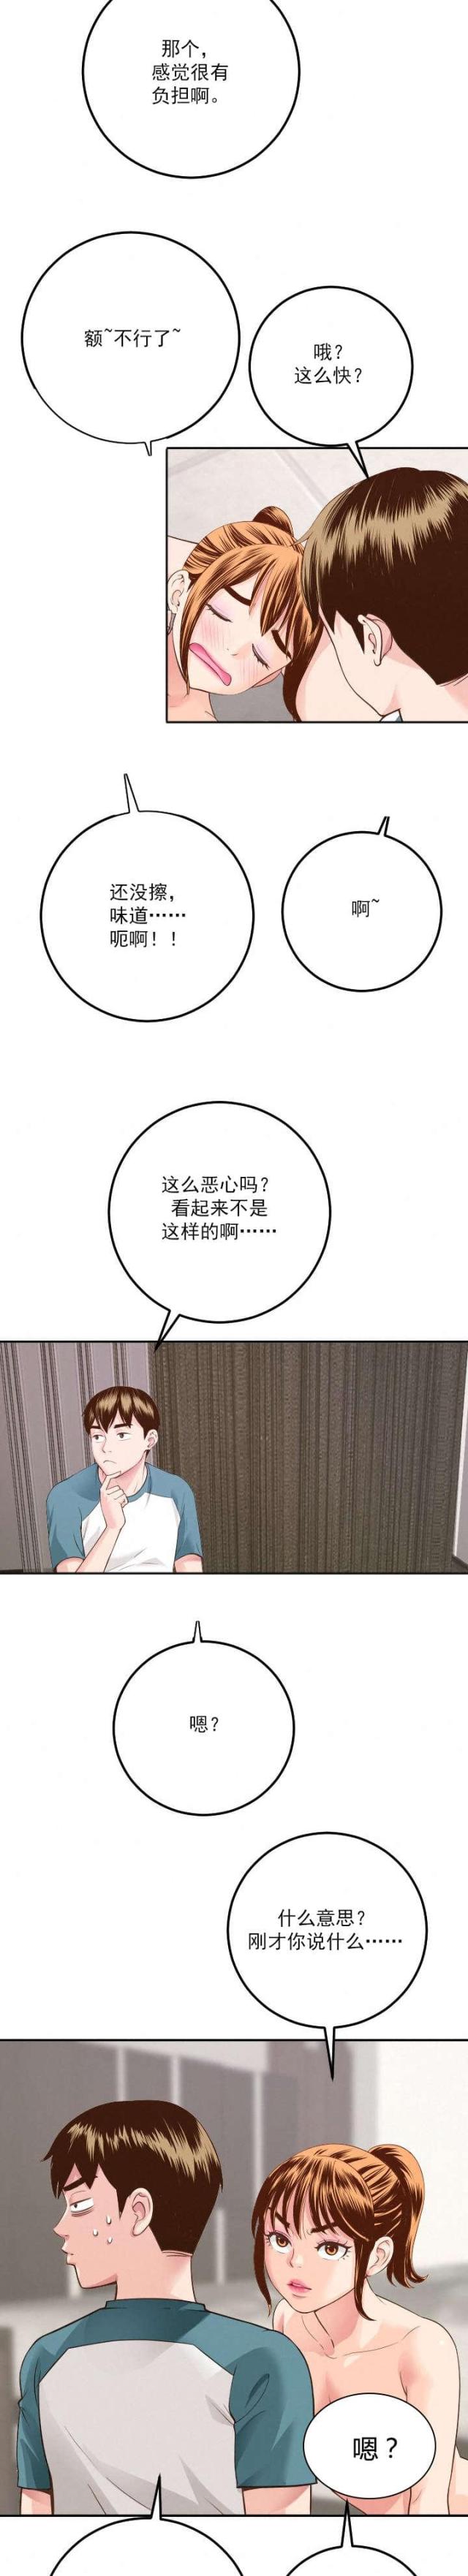 那个，
感觉很有
负担啊。
额~不行了~
哦？
这么快？
还没擦，
味道……
呃啊！！
啊~
这么恶心吗？
看起来不是
这样的啊……
嗯？
什么意思？
刚才你说什么……
嗯？